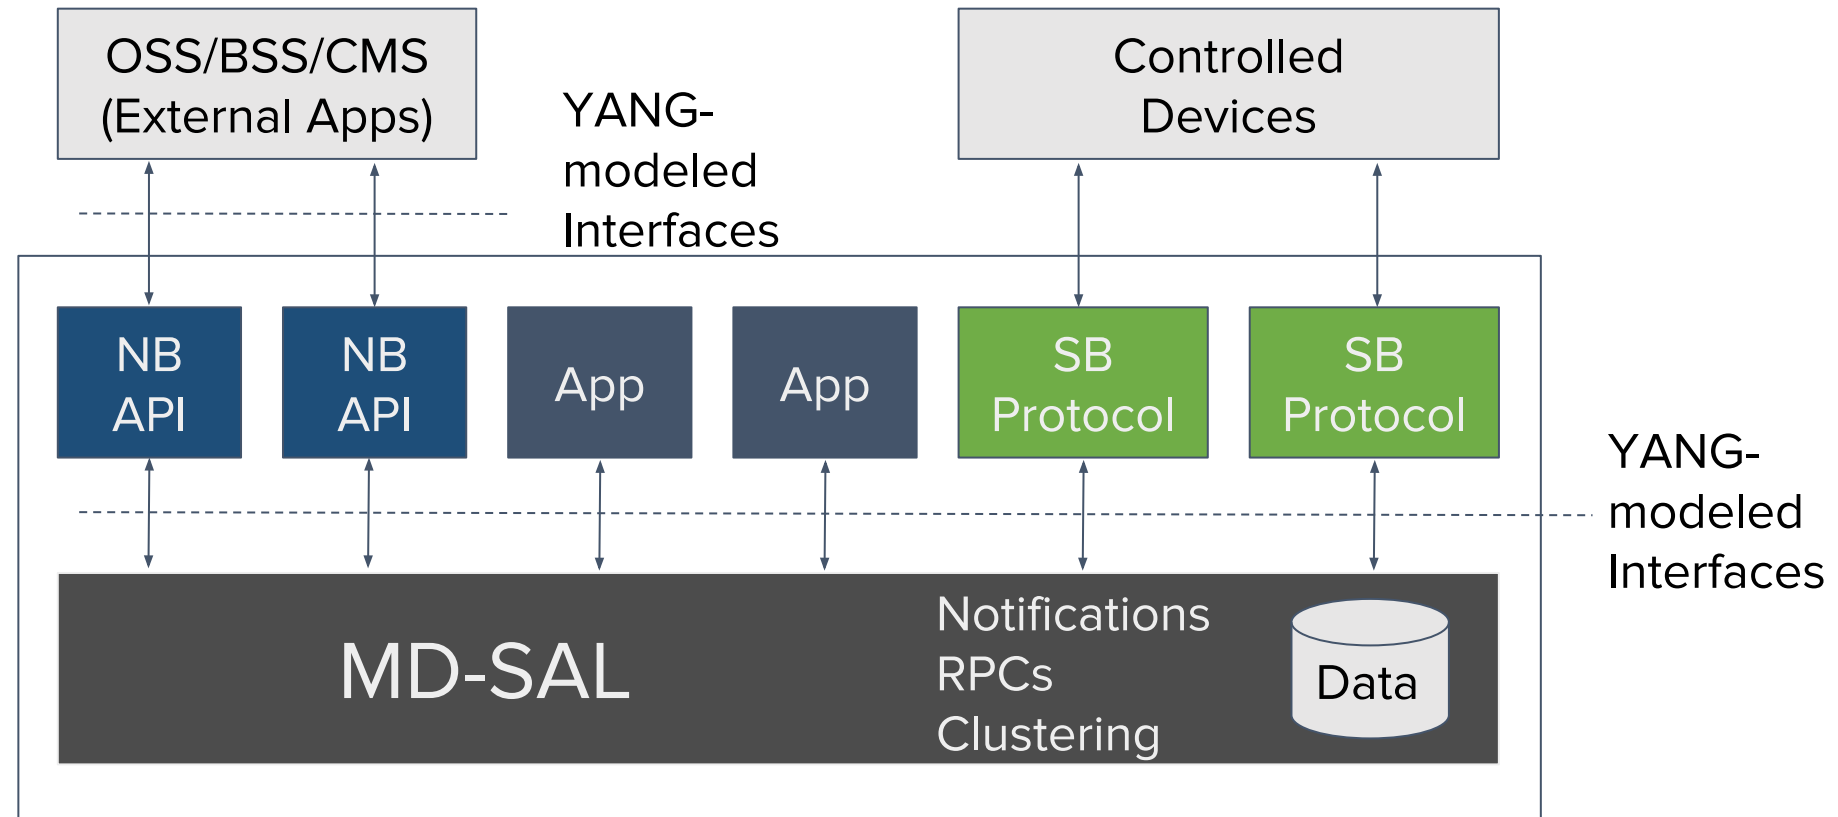 OSS/BSS/CMS
(External Apps)
YANG-
modeled
Interfaces
Controlled
Devices
NB
API
NB
API
App
App
SB
Protocol
SB
Protocol
YANG-
modeled
Interfaces
MD-SAL
Notifications
RPCs
Clustering
Data